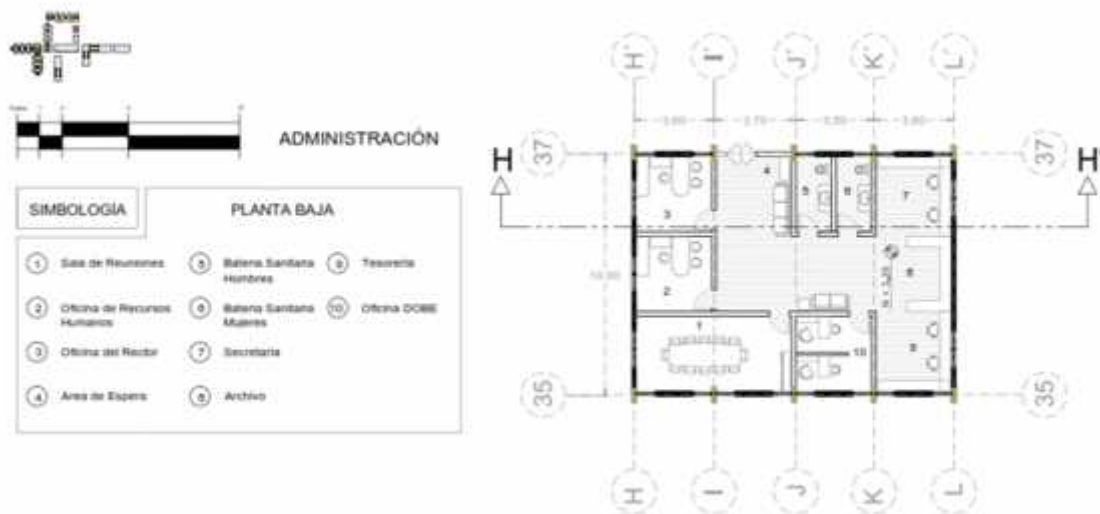 ADMINISTRACIÓN
SIMBOLOGÍA
PLANTA BAJA
1 Sala de Reuniones
2 Oficina de Recursos
Humanos
3 Oficina del Rector
4 Area de Espera
5 Bateria Sanitaria
Hombres
6 Bateria Sanitaria
Mujeres
7 Secretaria
8 Archivo
9 Tesoreria
10 Oficina DOBE
H' I' J' K' L'
37 37
H H'
3 4 5 6 7
2 8
1 10 9
35 35
H I J K L